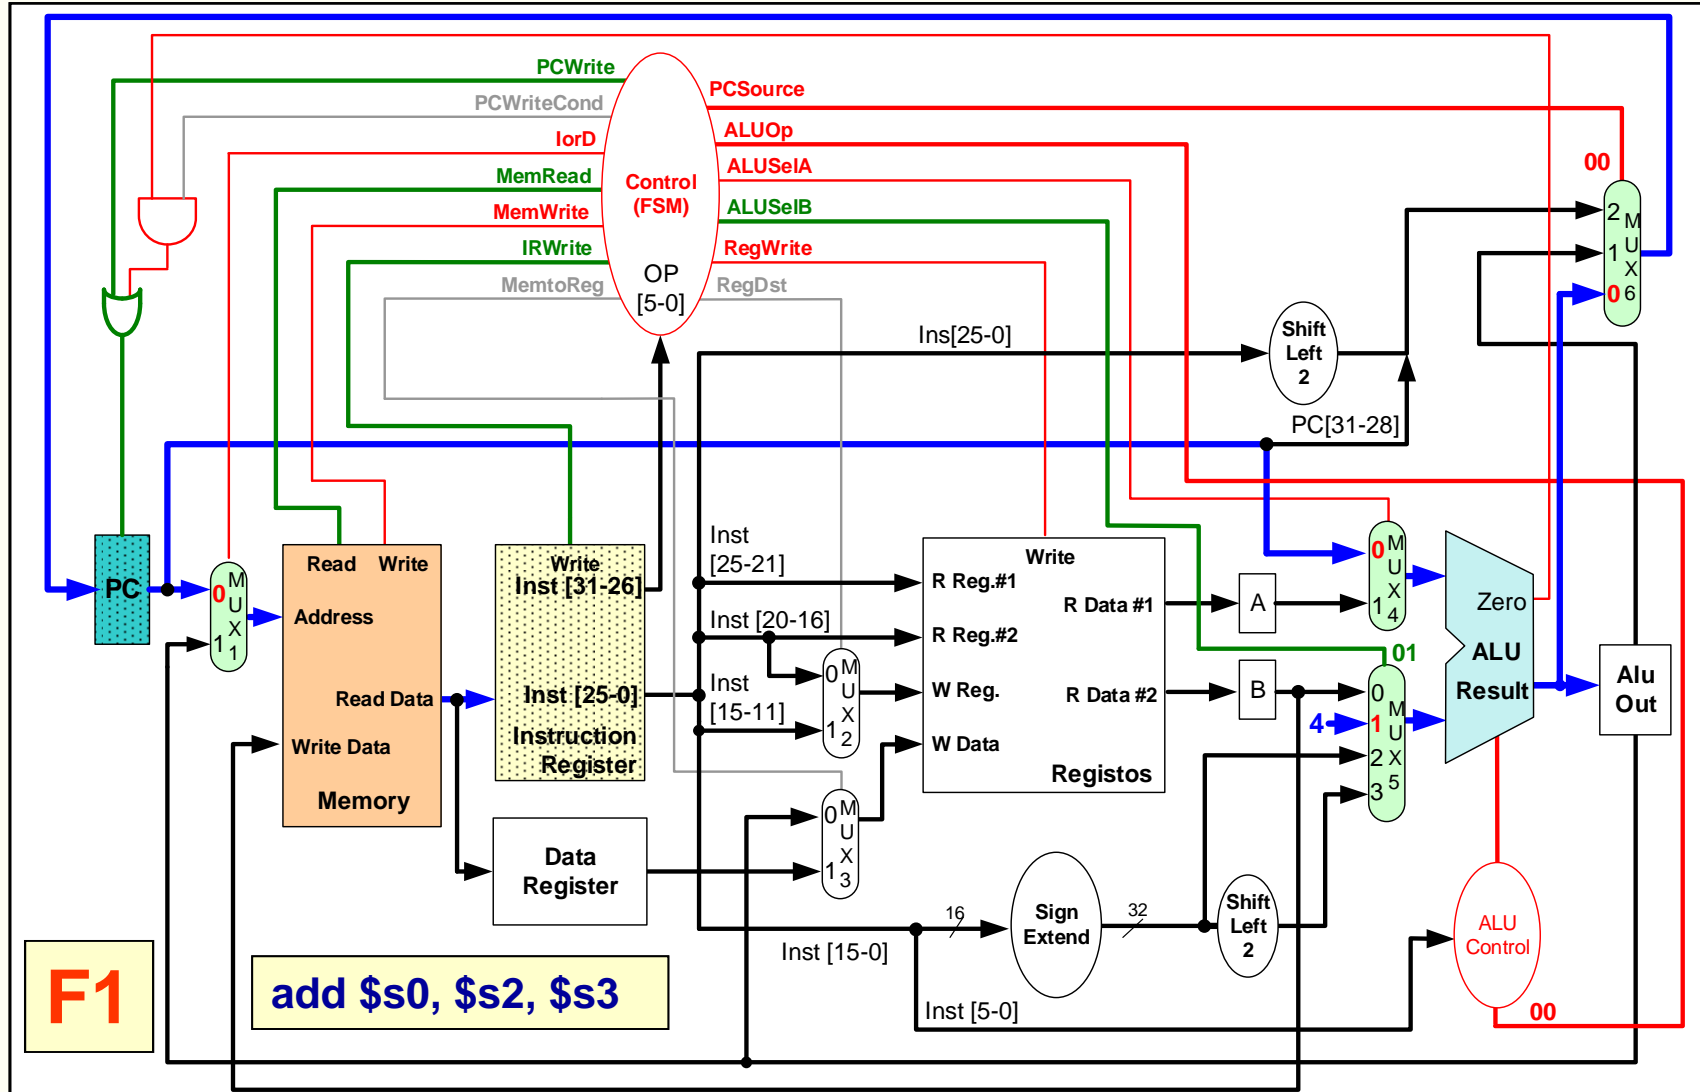 PCWrite
PCWriteCond
IorD
MemRead
MemWrite
IRWrite
MemtoReg
Control
(FSM)
OP
[5-0]
PCSource
ALUOp
ALUSelA
ALUSelB
RegWrite
RegDst
00
2
1
0
M
U
X
6
Ins[25-0]
Shift
Left
2
PC[31-28]
PC
0
1
M
U
X
1
Read Write
Address
Read Data
Write Data
Memory
Write
Inst [31-26]
Inst [25-0]
Instruction
Register
Data
Register
Inst
[25-21]
Inst [20-16]
Inst
[15-11]
0
1
M
U
X
2
0
1
M
U
X
3
Write
R Reg.#1
R Reg.#2
W Reg.
W Data
R Data #1
R Data #2
Registos
A
B
0
1
M
U
X
4
01
4
0
1
2
3
M
U
X
5
Zero
ALU
Result
Alu
Out
Inst [15-0]
16
Sign
Extend
32
Shift
Left
2
ALU
Control
00
Inst [5-0]
F1
add $s0, $s2, $s3